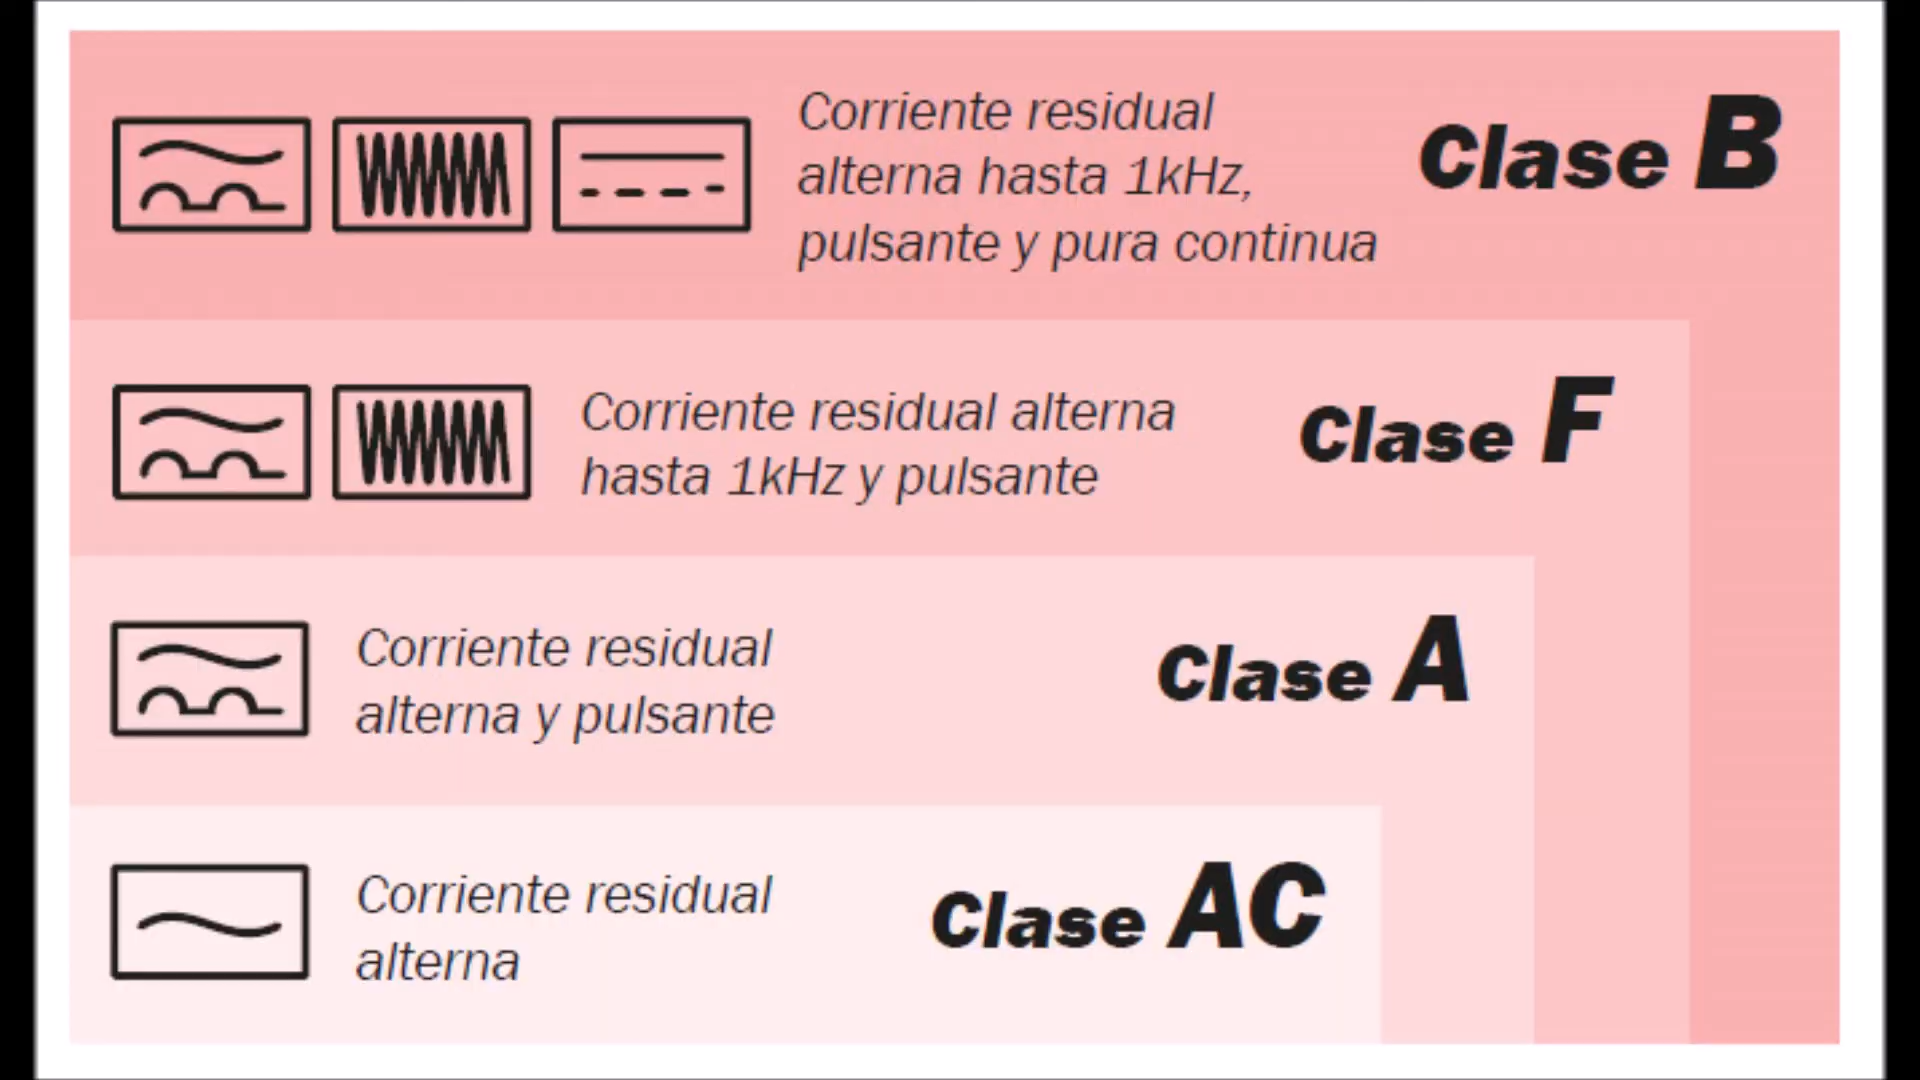 Corriente residual
alterna hasta 1kHz,
pulsante y pura continua
Clase B
Corriente residual alterna
hasta 1kHz y pulsante
Clase F
Corriente residual
alterna y pulsante
Clase A
Corriente residual
alterna
Clase AC